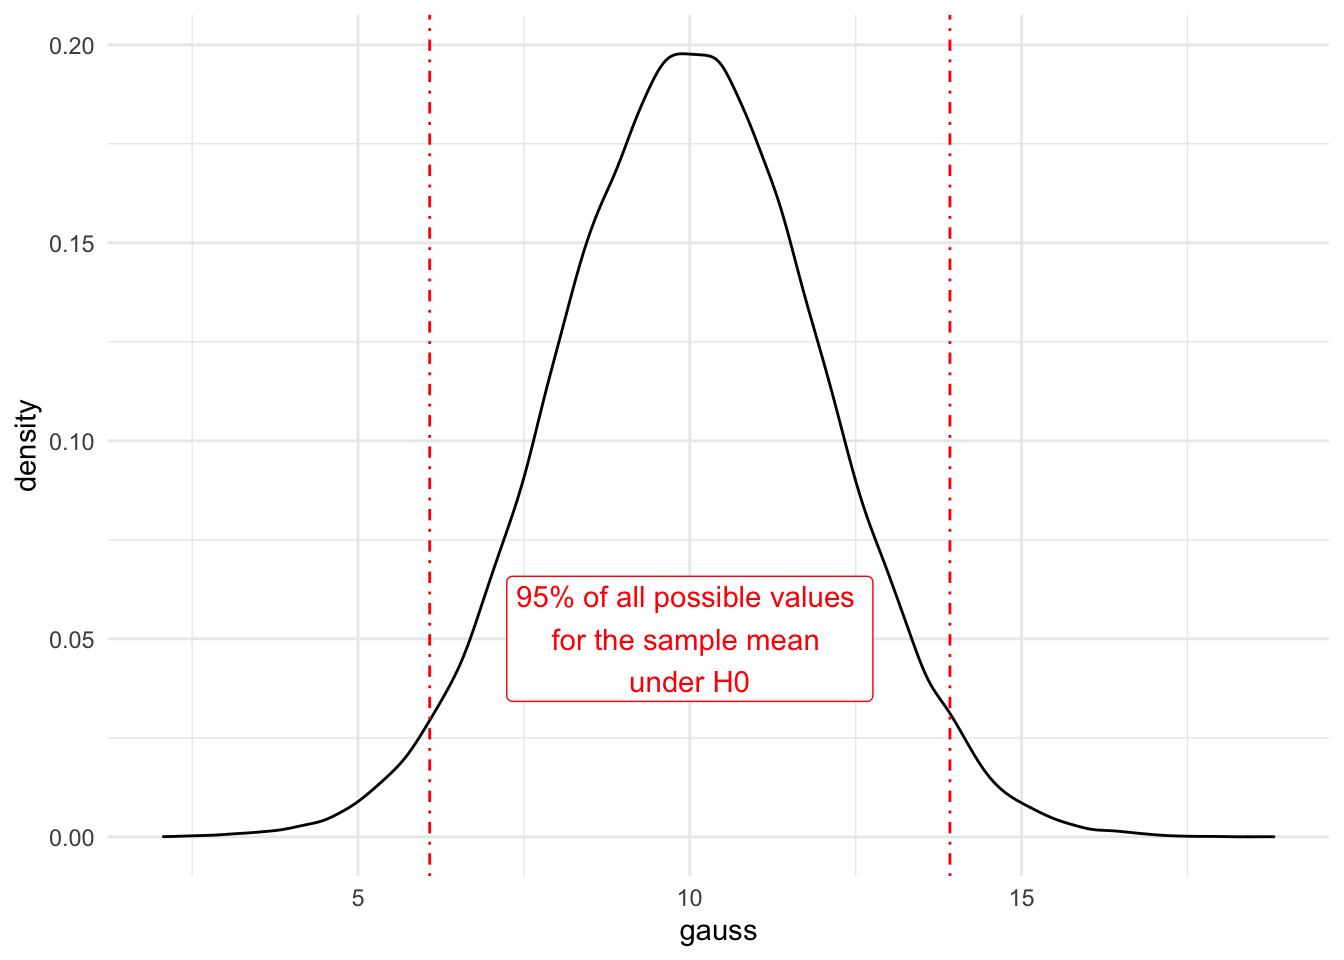 0.20
0.15
0.10
0.05
0.00
density
95% of all possible values
for the sample mean
under H0
5
10
15
gauss